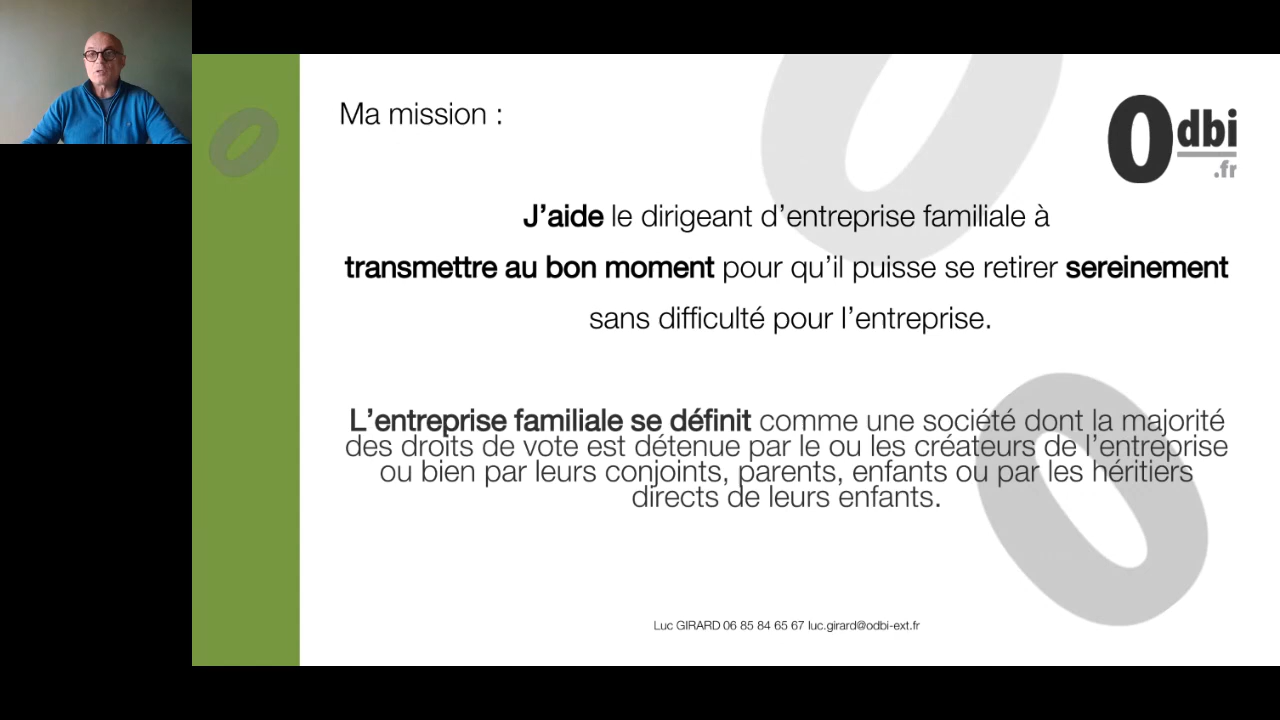 Ma mission :
Odbi
.fr
J’aide le dirigeant d’entreprise familiale à
transmettre au bon moment pour qu’il puisse se retirer sereinement
sans difficulté pour l’entreprise.
L’entreprise familiale se définit comme une société dont la majorité
des droits de vote est détenue par le ou les créateurs de l’entreprise
ou bien par leurs conjoints, parents, enfants ou par les héritiers
directs de leurs enfants.
Luc GIRARD 06 85 84 65 67 luc.girard@odbi-ext.fr